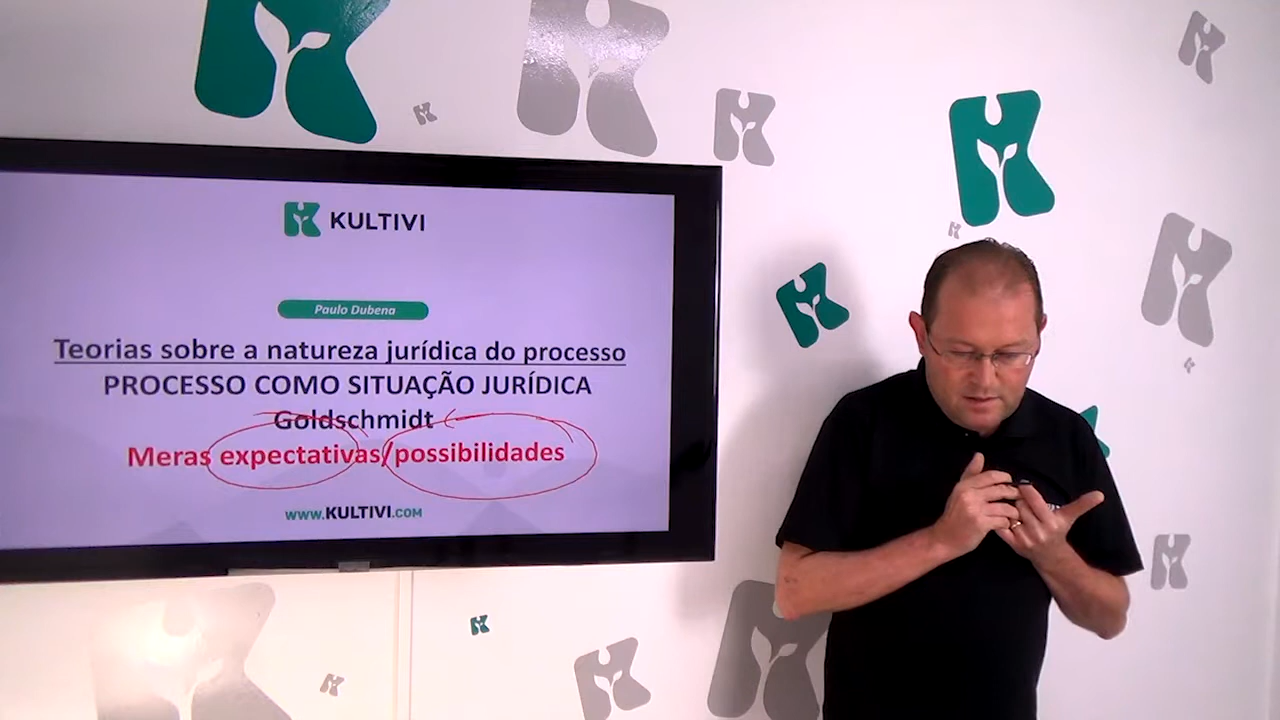 KULTIVI
Paulo Dubena
Teorias sobre a natureza jurídica do processo
PROCESSO COMO SITUAÇÃO JURÍDICA
Goldschmidt
Meras expectativas/possibilidades
www.KULTIVI.COM